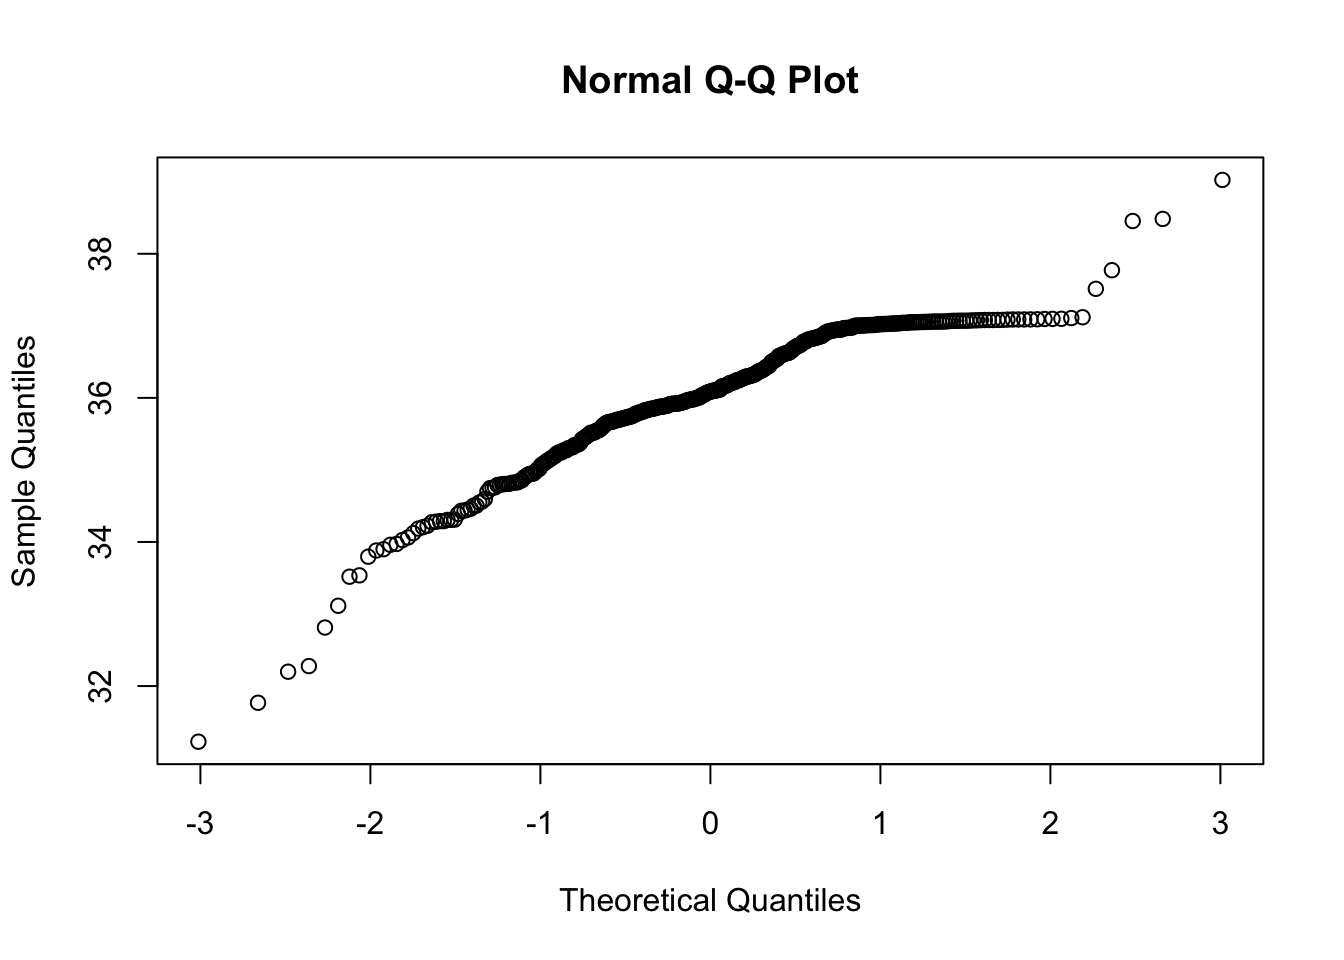 Normal Q-Q Plot
Sample Quantiles
38
36
34
32
-3 -2 -1 0 1 2 3
Theoretical Quantiles